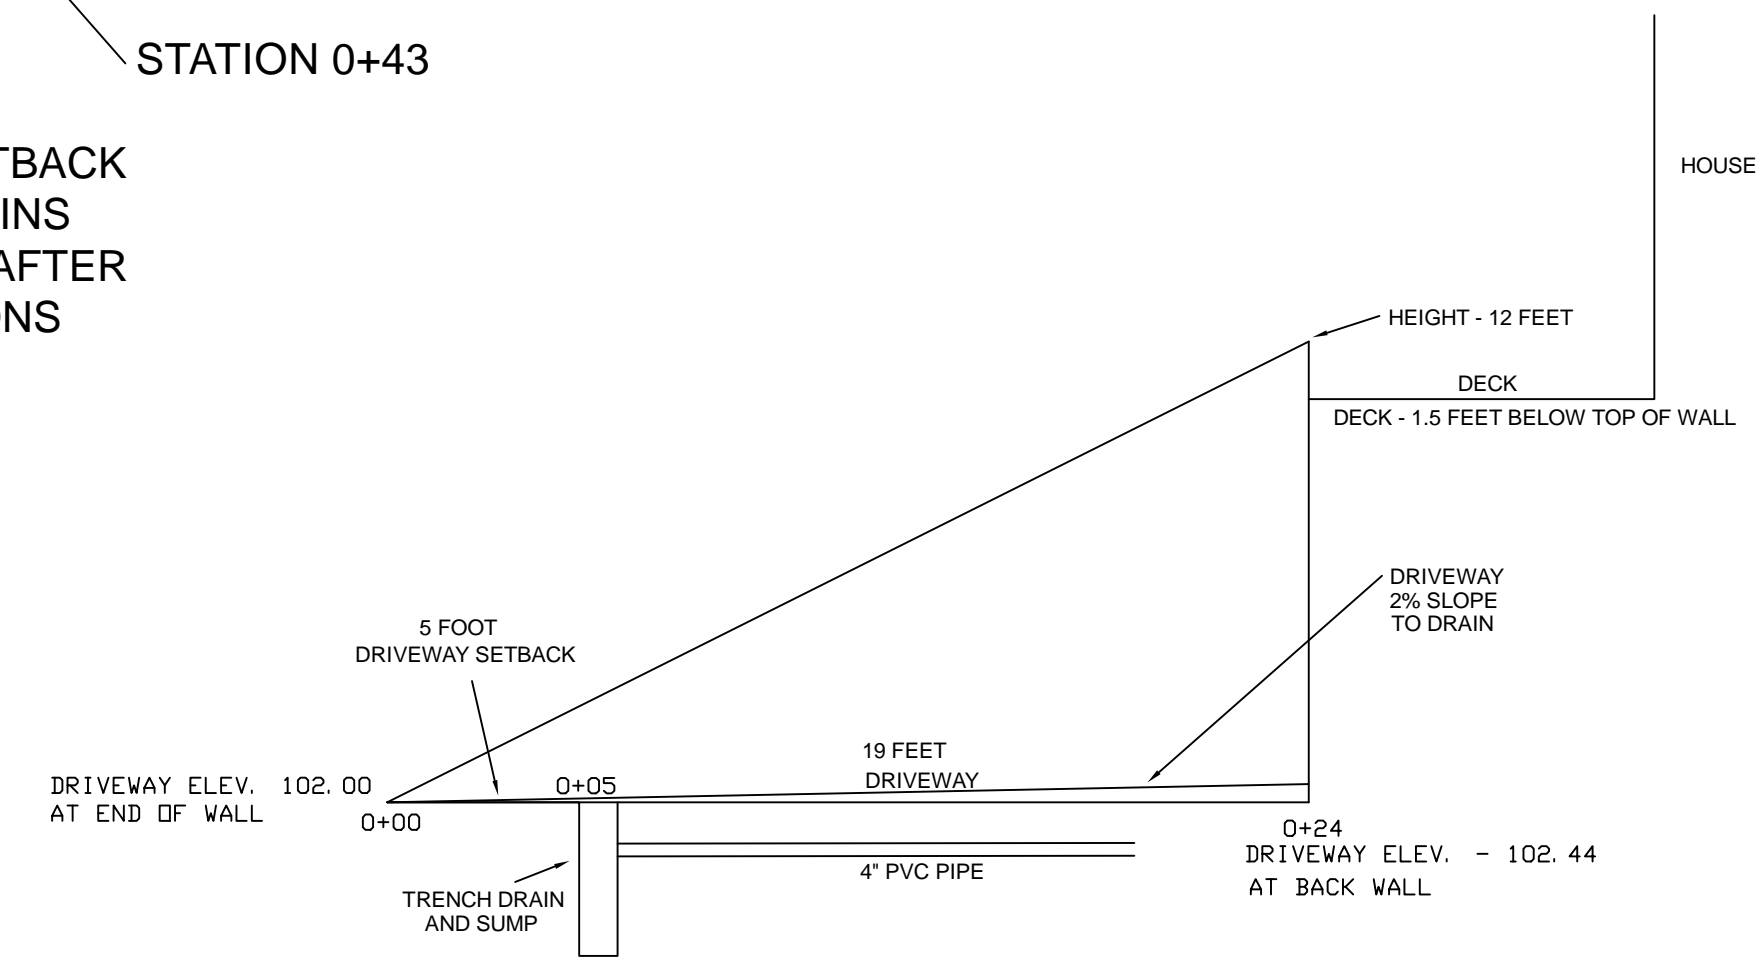 STATION 0+43
TBACK
INS
AFTER
ONS
HOUSE
HEIGHT - 12 FEET
DECK
DECK - 1.5 FEET BELOW TOP OF WALL
DRIVEWAY
2% SLOPE
TO DRAIN
5 FOOT
DRIVEWAY SETBACK
19 FEET
DRIVEWAY
DRIVEWAY ELEV. 102.00
AT END OF WALL
0+00
0+05
0+24
DRIVEWAY ELEV. - 102.44
AT BACK WALL
4" PVC PIPE
TRENCH DRAIN
AND SUMP